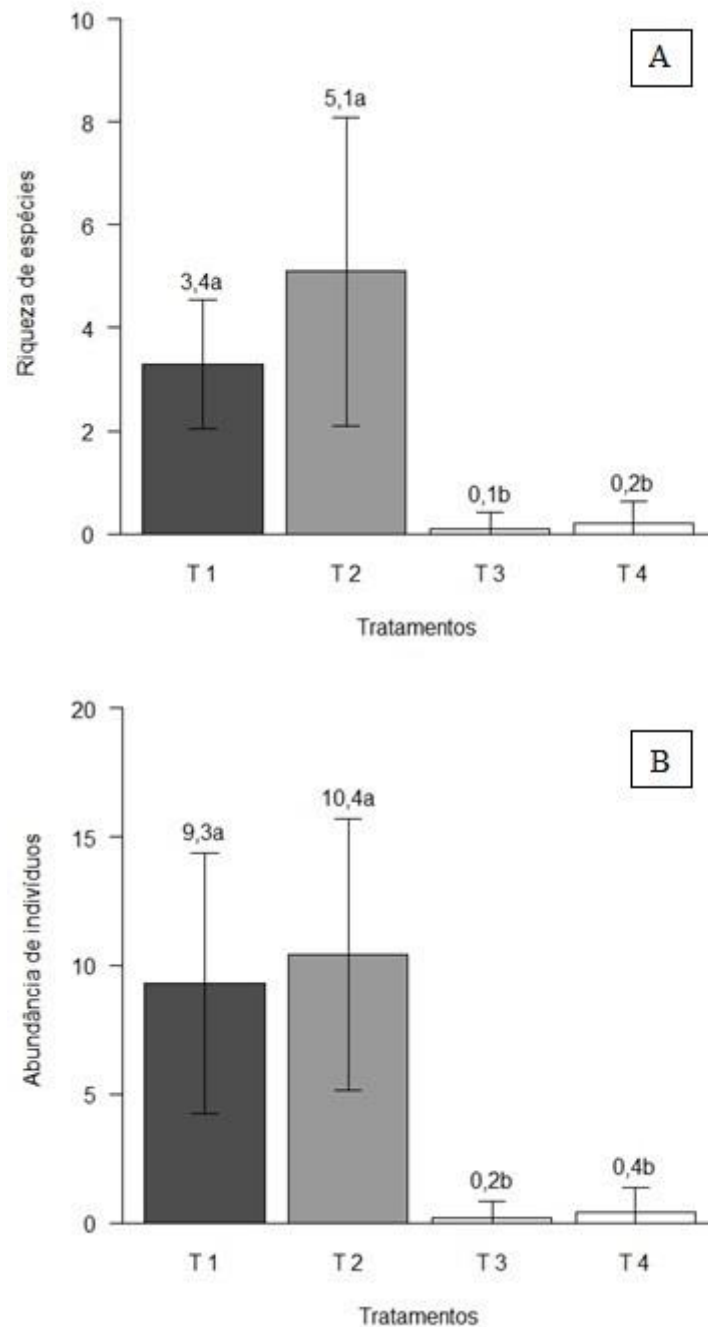 10
A
5,1a
8
Riqueza de espécies
6
3,4a
4
2
0,1b
0,2b
0
T 1 T 2 T 3 T 4
Tratamentos
20
B
10,4a
9,3a
15
Abundância de indivíduos
10
5
0,2b
0,4b
0
T 1 T 2 T 3 T 4
Tratamentos